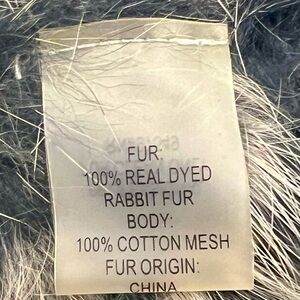 FUR:
100% REAL DYED
RABBIT FUR
BODY:
100% COTTON MESH
FUR ORIGIN:
CHINA